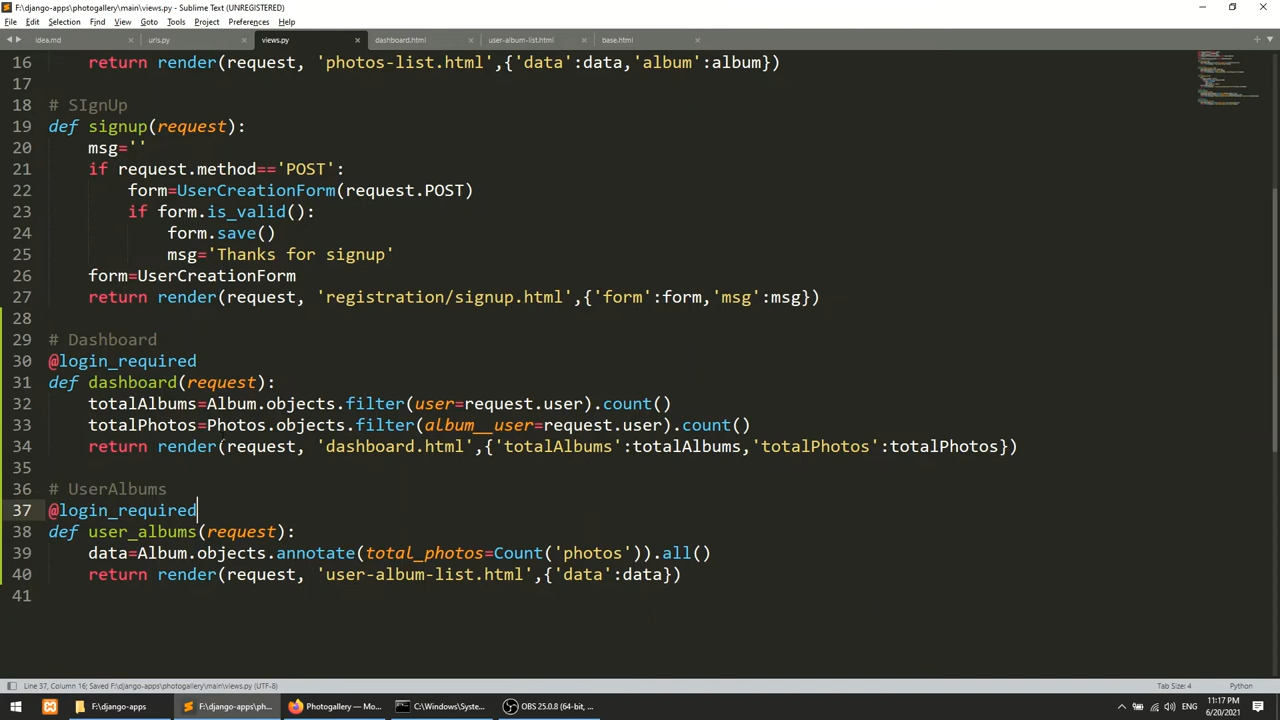 F:\django-apps\photogallery\main\views.py - Sublime Text (UNREGISTERED)
File Edit Selection Find View Goto Tools Project Preferences Help
idea.md urls.py views.py dashboard.html user-album-list.html base.html
16 return render(request, 'photos-list.html',{'data':data,'album':album})
17
18 # SIgnUp
19 def signup(request):
20 msg=''
21 if request.method=='POST':
22 form=UserCreationForm(request.POST)
23 if form.is_valid():
24 form.save()
25 msg='Thanks for signup'
26 form=UserCreationForm
27 return render(request, 'registration/signup.html',{'form':form,'msg':msg})
28
29 # Dashboard
30 @login_required
31 def dashboard(request):
32 totalAlbums=Album.objects.filter(user=request.user).count()
33 totalPhotos=Photos.objects.filter(album__user=request.user).count()
34 return render(request, 'dashboard.html',{'totalAlbums':totalAlbums,'totalPhotos':totalPhotos})
35
36 # UserAlbums
37 @login_required
38 def user_albums(request):
39 data=Album.objects.annotate(total_photos=Count('photos')).all()
40 return render(request, 'user-album-list.html',{'data':data})
41
Line 37, Column 16; Saved F:\django-apps\photogallery\main\views.py (UTF-8) Tab Size: 4 Python
F:\django-apps F:\django-apps\ph... Photogallery — Mo... C:\Windows\Syste... OBS 25.0.8 (64-bit, ... ENG 11:17 PM
6/20/2021